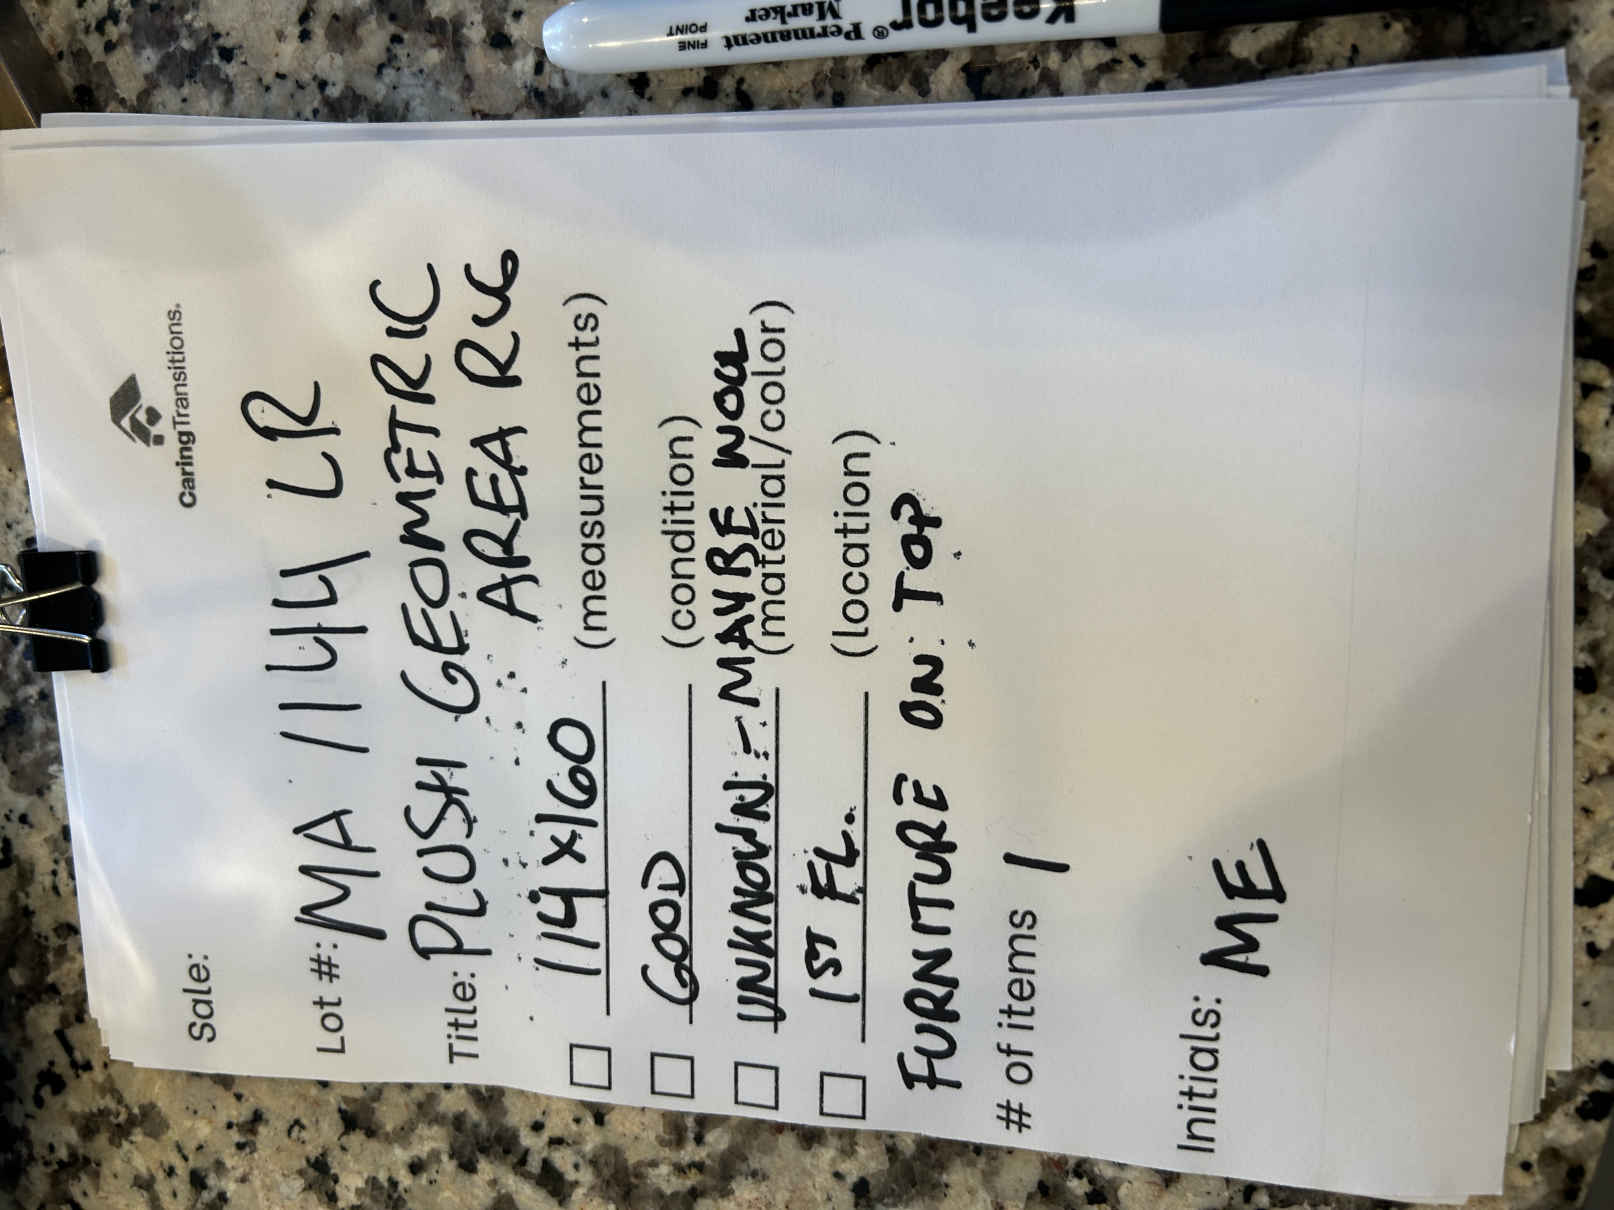 CaringTransitions.
Sale:
Lot #: MA 1144 LR
Title: PLUSH GEOMETRIC
AREA RUG
114 x 160 (measurements)
GOOD (condition)
UNKNOWN - MAYBE WOOL (material/color)
1ST FL. (location)
FURNITURE ON TOP
# of items 1
Initials: ME
Keebor
® Permanent
Marker
FINE
POINT